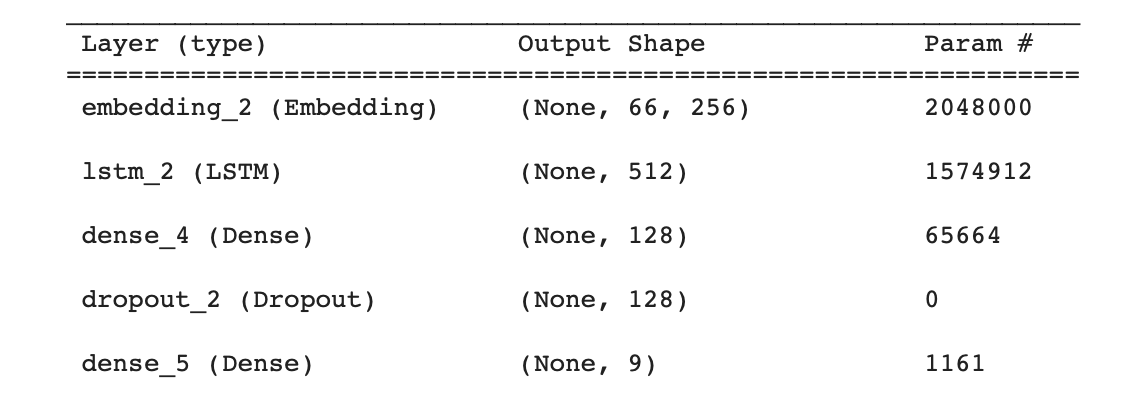 Layer (type) Output Shape Param #
=================================================================
embedding_2 (Embedding) (None, 66, 256) 2048000
lstm_2 (LSTM) (None, 512) 1574912
dense_4 (Dense) (None, 128) 65664
dropout_2 (Dropout) (None, 128) 0
dense_5 (Dense) (None, 9) 1161